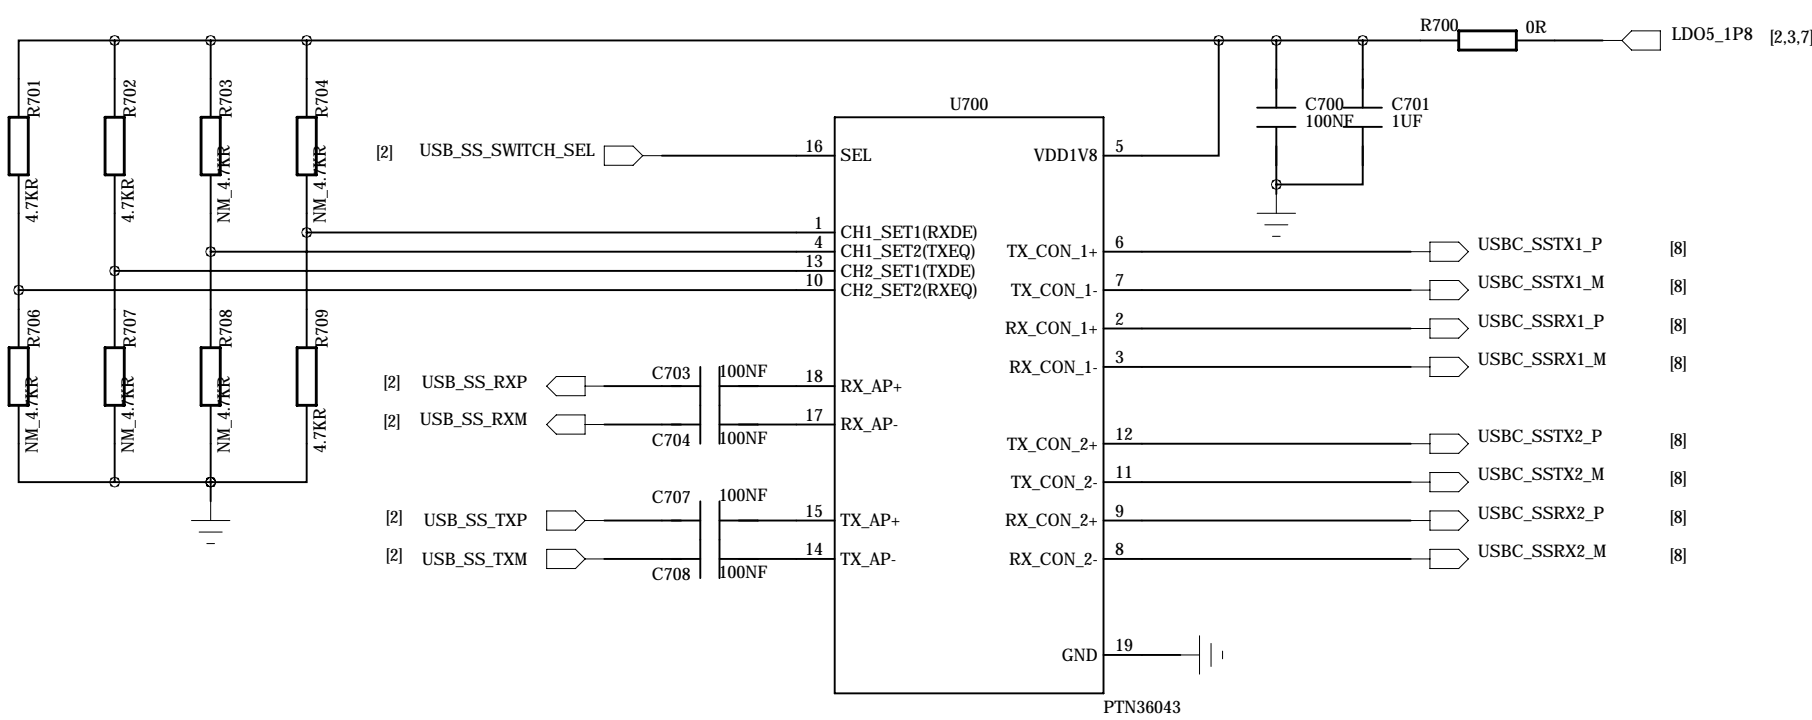 R700 0R LDO5_1P8 [2,3,7]
R701 R702 R703 R704
4.7KR 4.7KR NM_4.7KR NM_4.7KR
U700
C700 100NF
C701 1UF
[2] USB_SS_SWITCH_SEL 16 SEL
VDD1V8 5
1 CH1_SET1(RXDE)
4 CH1_SET2(TXEQ)
13 CH2_SET1(TXDE)
10 CH2_SET2(RXEQ)
TX_CON_1+ 6 USBC_SSTX1_P [8]
TX_CON_1- 7 USBC_SSTX1_M [8]
RX_CON_1+ 2 USBC_SSRX1_P [8]
RX_CON_1- 3 USBC_SSRX1_M [8]
R706 R707 R708 R709
NM_4.7KR NM_4.7KR NM_4.7KR 4.7KR
[2] USB_SS_RXP C703 100NF 18 RX_AP+
[2] USB_SS_RXM C704 100NF 17 RX_AP-
TX_CON_2+ 12 USBC_SSTX2_P [8]
TX_CON_2- 11 USBC_SSTX2_M [8]
[2] USB_SS_TXP C707 100NF 15 TX_AP+
RX_CON_2+ 9 USBC_SSRX2_P [8]
[2] USB_SS_TXM C708 100NF 14 TX_AP-
RX_CON_2- 8 USBC_SSRX2_M [8]
GND 19
PTN36043